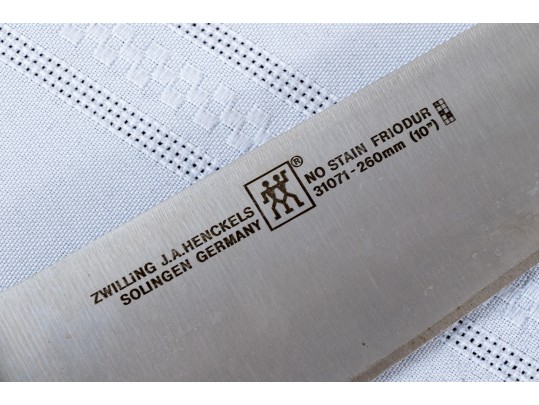 ZWILLING J.A.HENCKELS
SOLINGEN GERMANY
®
NO STAIN FRIODUR
31071-260mm (10")